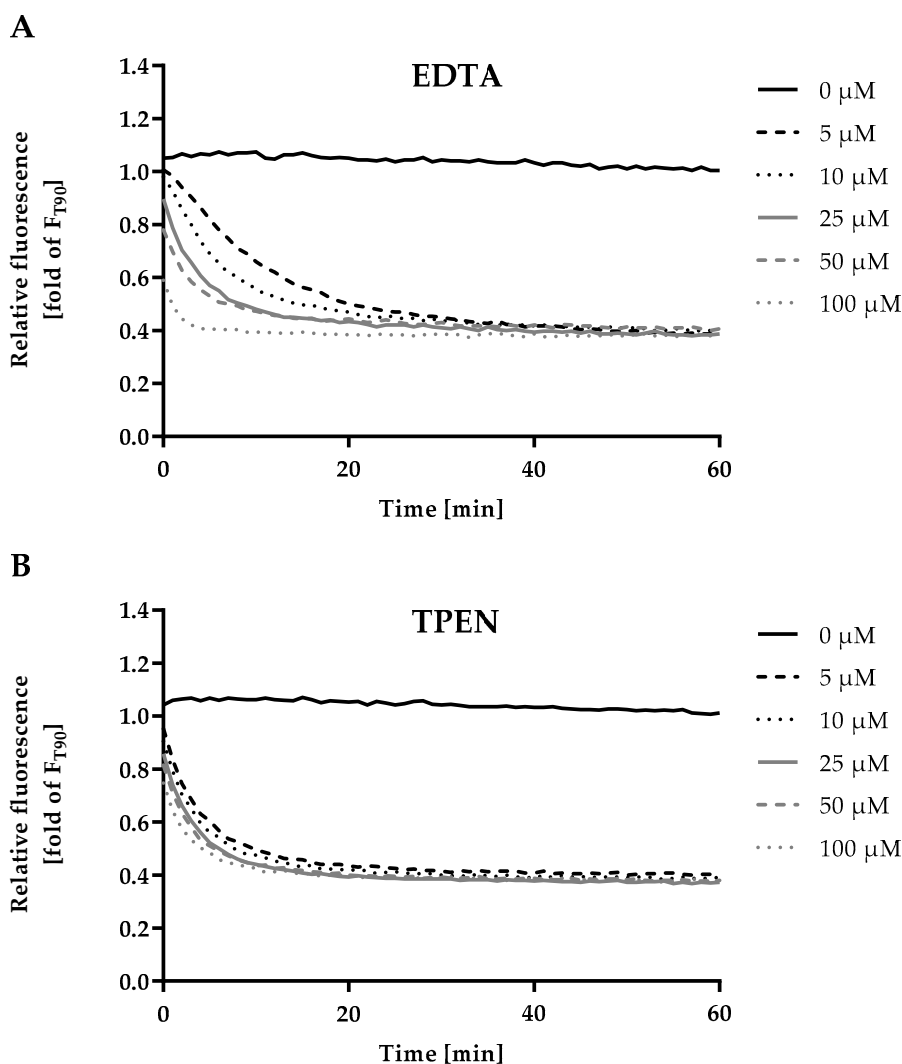 A
EDTA
1.4
1.2
1.0
0.8
0.6
0.4
0.2
0.0
Relative fluorescence
[fold of F_T90]
0
20
40
60
Time [min]
0 µM
5 µM
10 µM
25 µM
50 µM
100 µM
B
TPEN
1.4
1.2
1.0
0.8
0.6
0.4
0.2
0.0
Relative fluorescence
[fold of F_T90]
0
20
40
60
Time [min]
0 µM
5 µM
10 µM
25 µM
50 µM
100 µM